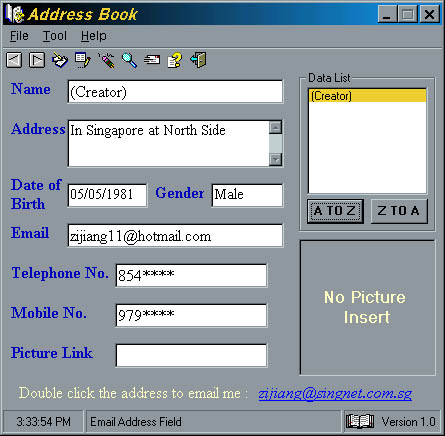 Address Book
File Tool Help
Name
(Creator)
Address
In Singapore at North Side
Date of
Birth
05/05/1981
Gender
Male
Email
zijiang11@hotmail.com
Telephone No.
854****
Mobile No.
979****
Picture Link
Data List
(Creator)
A TO Z
Z TO A
No Picture
Insert
Double click the address to email me : zijiang@singnet.com.sg
3:33:54 PM
Email Address Field
Version 1.0